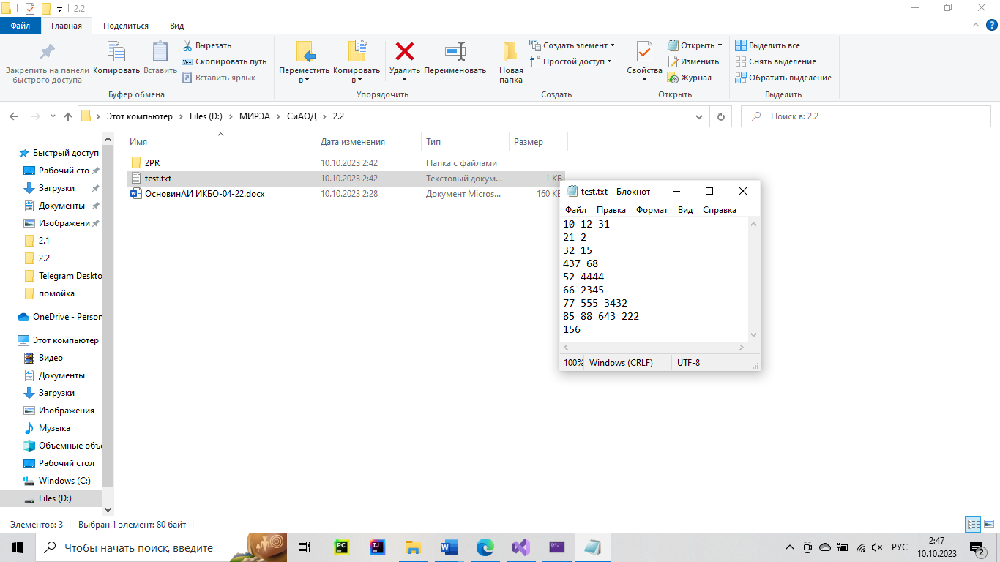 2.2
Файл Главная Поделиться Вид
Закрепить на панели быстрого доступа
Копировать
Вставить
Вырезать
Скопировать путь
Вставить ярлык
Буфер обмена
Переместить в
Копировать в
Удалить
Переименовать
Упорядочить
Новая папка
Создать элемент
Простой доступ
Создать
Свойства
Открыть
Изменить
Журнал
Открыть
Выделить все
Снять выделение
Обратить выделение
Выделить
Этот компьютер Files (D:) МИРЭА СиАОД 2.2
Поиск в: 2.2
Имя Дата изменения Тип Размер
2PR 10.10.2023 2:42 Папка с файлами
test.txt 10.10.2023 2:42 Текстовый докум... 1 КБ
ОсновинАИ ИКБО-04-22.docx 10.10.2023 2:28 Документ Micros... 160 КБ
Быстрый доступ
Рабочий сто.
Загрузки
Документы
Изображени
2.1
2.2
Telegram Deskto
помойка
OneDrive - Person
Этот компьютер
Видео
Документы
Загрузки
Изображения
Музыка
Объемные объ
Рабочий стол
Windows (C:)
Files (D:)
test.txt – Блокнот
Файл Правка Формат Вид Справка
10 12 31
21 2
32 15
437 68
52 4444
66 2345
77 555 3432
85 88 643 222
156
100% Windows (CRLF) UTF-8
Элементов: 3 Выбран 1 элемент: 80 байт
Чтобы начать поиск, введите
PC
IJ
РУС
2:47
10.10.2023
2